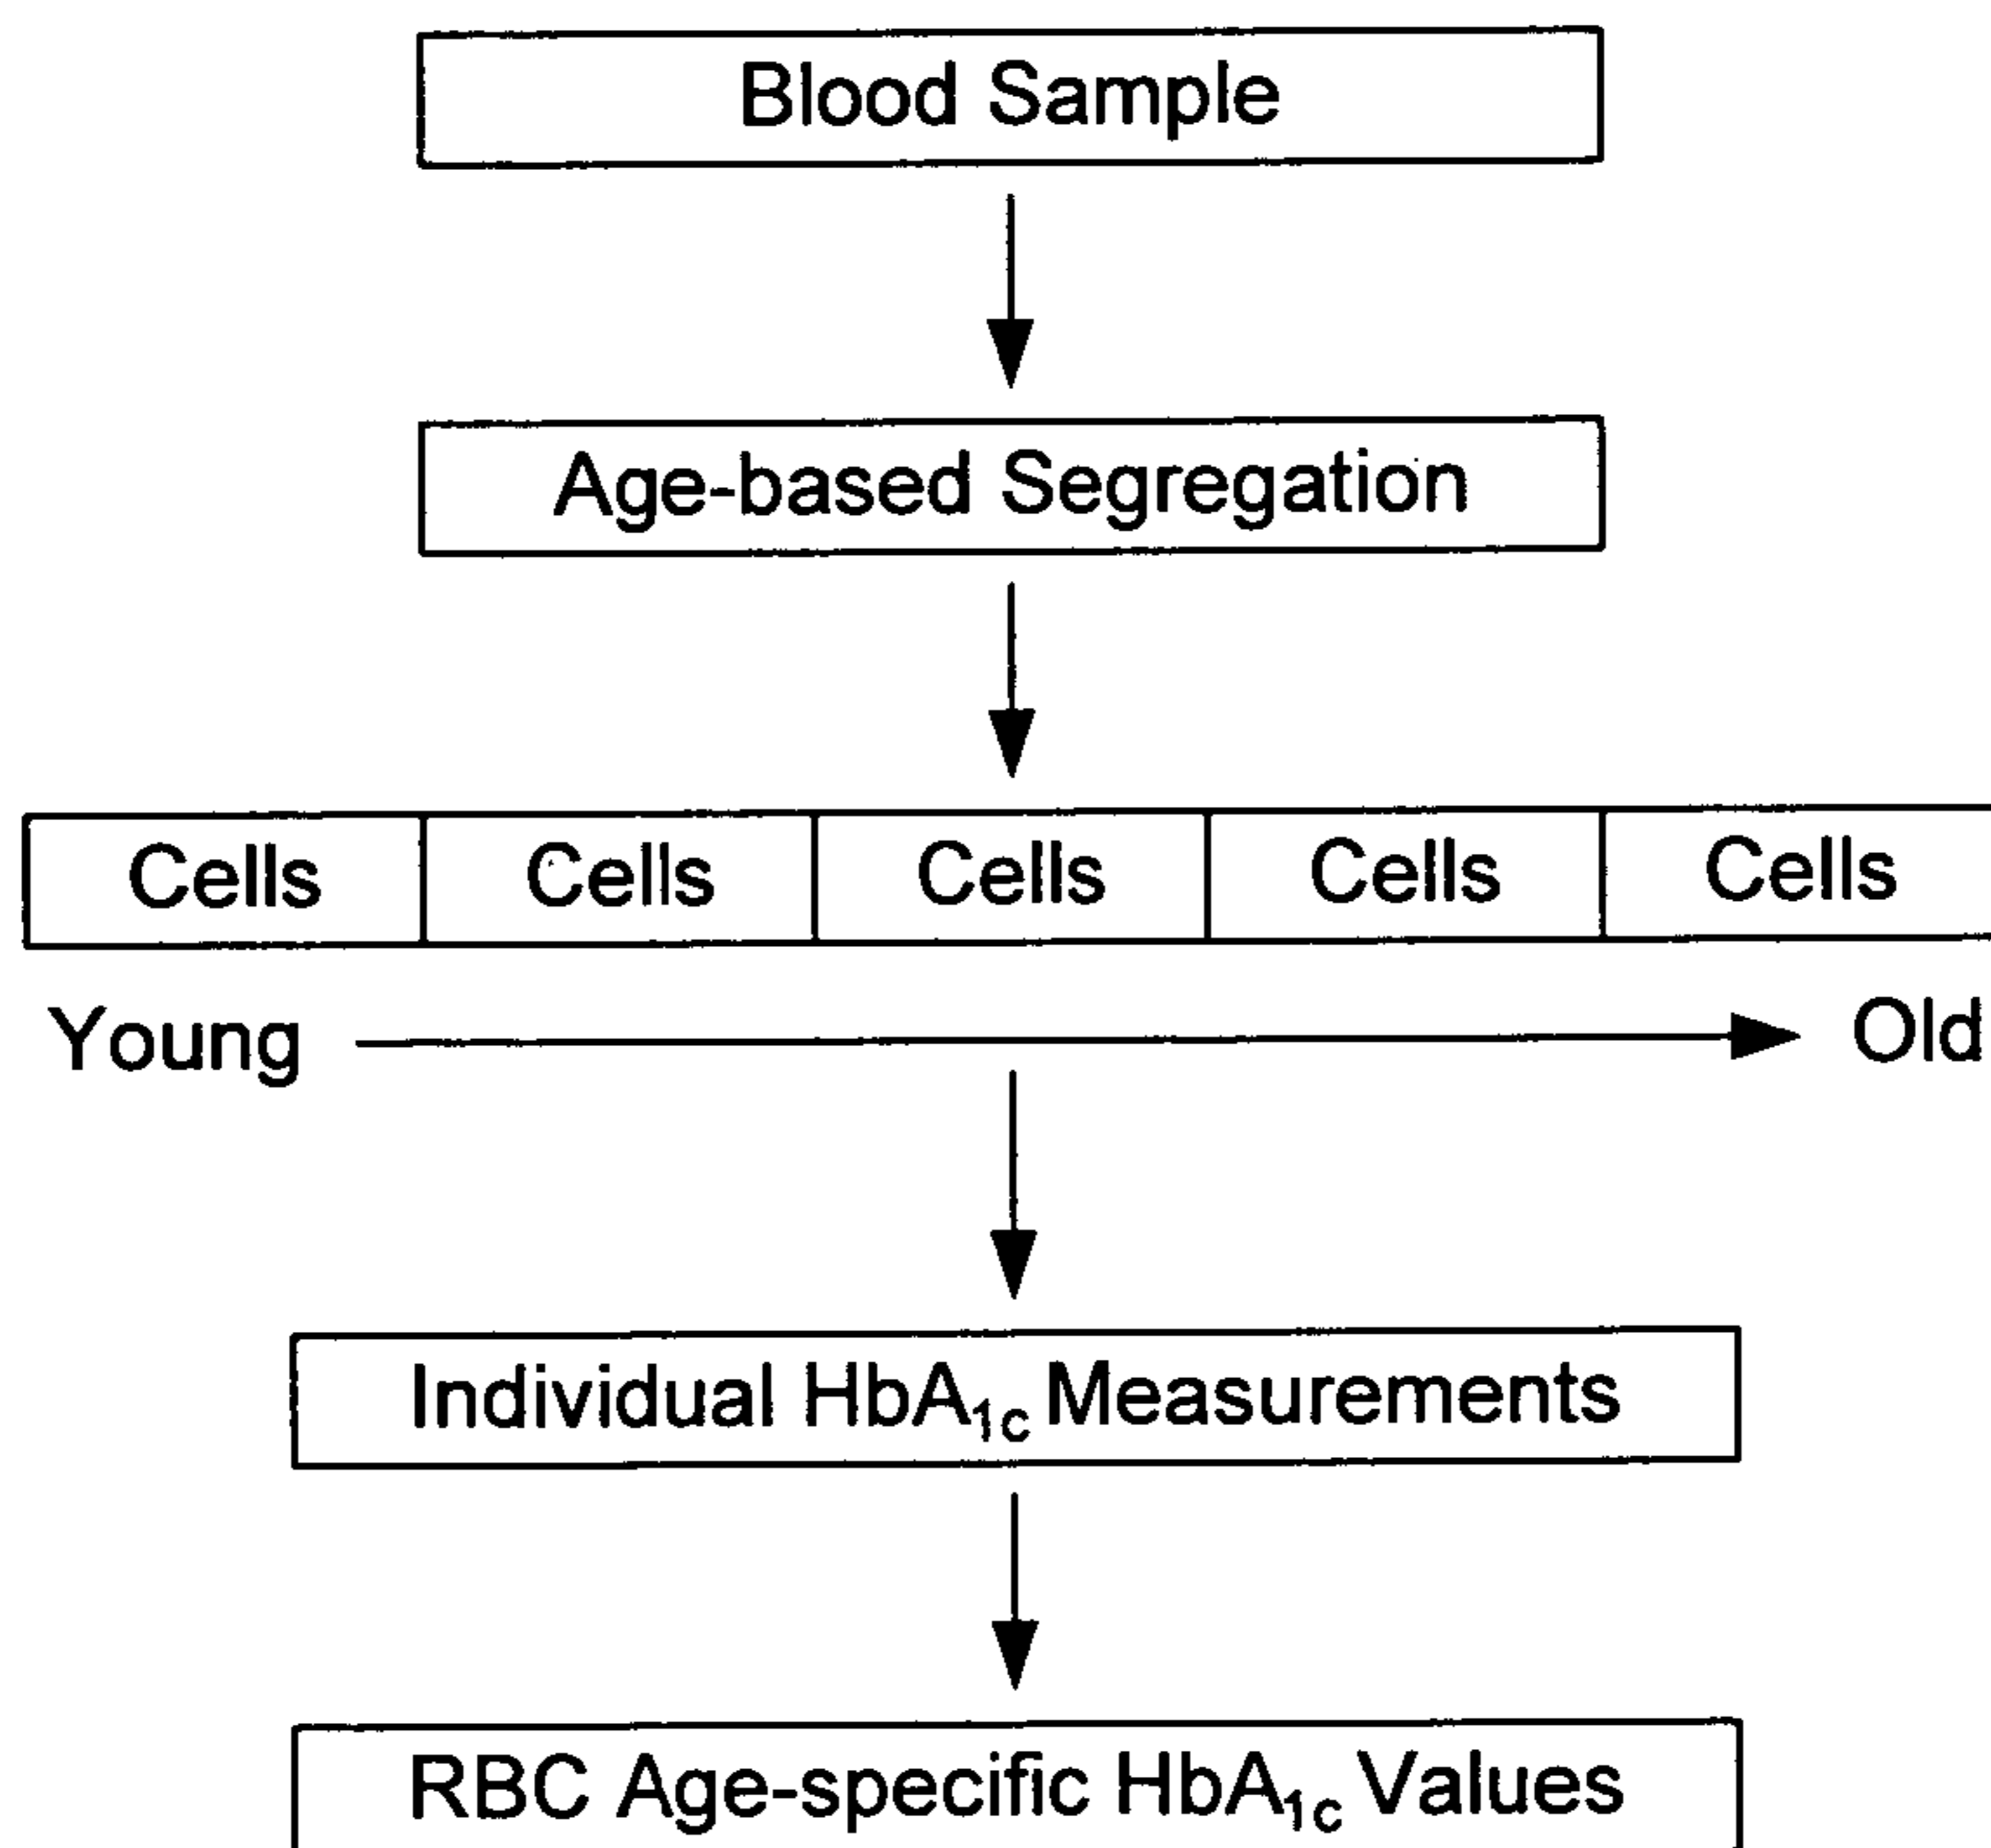 Blood Sample
Age-based Segregation
Cells Cells Cells Cells Cells
Young Old
Individual HbA1c Measurements
RBC Age-specific HbA1c Values